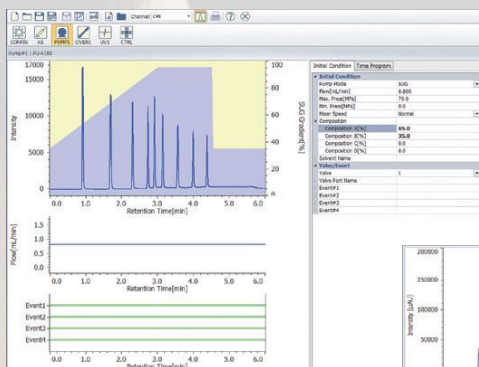 Channel: CH1
CONFIG AS PUMP1 OVEN1 UV1 CTRL
Pump#1 : PU-4185
17000
15000
10000
5000
0
Intensity
100
80
60
40
20
SUG Gradient[%]
0.0 1.0 2.0 3.0 4.0 5.0 6.0
Retention Time[min]
1.5
1.0
0.5
0.0
Flow[mL/min]
0.0 1.0 2.0 3.0 4.0 5.0 6.0
Retention Time[min]
Event1
Event2
Event3
Event4
0.0 1.0 2.0 3.0 4.0 5.0 6.0
Retention Time[min]
Initial Condition Time Program
Initial Condition
Pump Mode SUG
Flow[mL/min] 0.800
Max. Press[MPa] 70.0
Min. Press[MPa] 0.0
Mixer Speed Normal
Composition
Composition A[%] 65.0
Composition B[%] 35.0
Composition C[%] 0.0
Composition D[%] 0.0
Solvent Name
Valve/Event
Valve 1
Valve Port Name
Event#1
Event#2
Event#3
Event#4
200000
150000
100000
50000
Intensity [µAU]